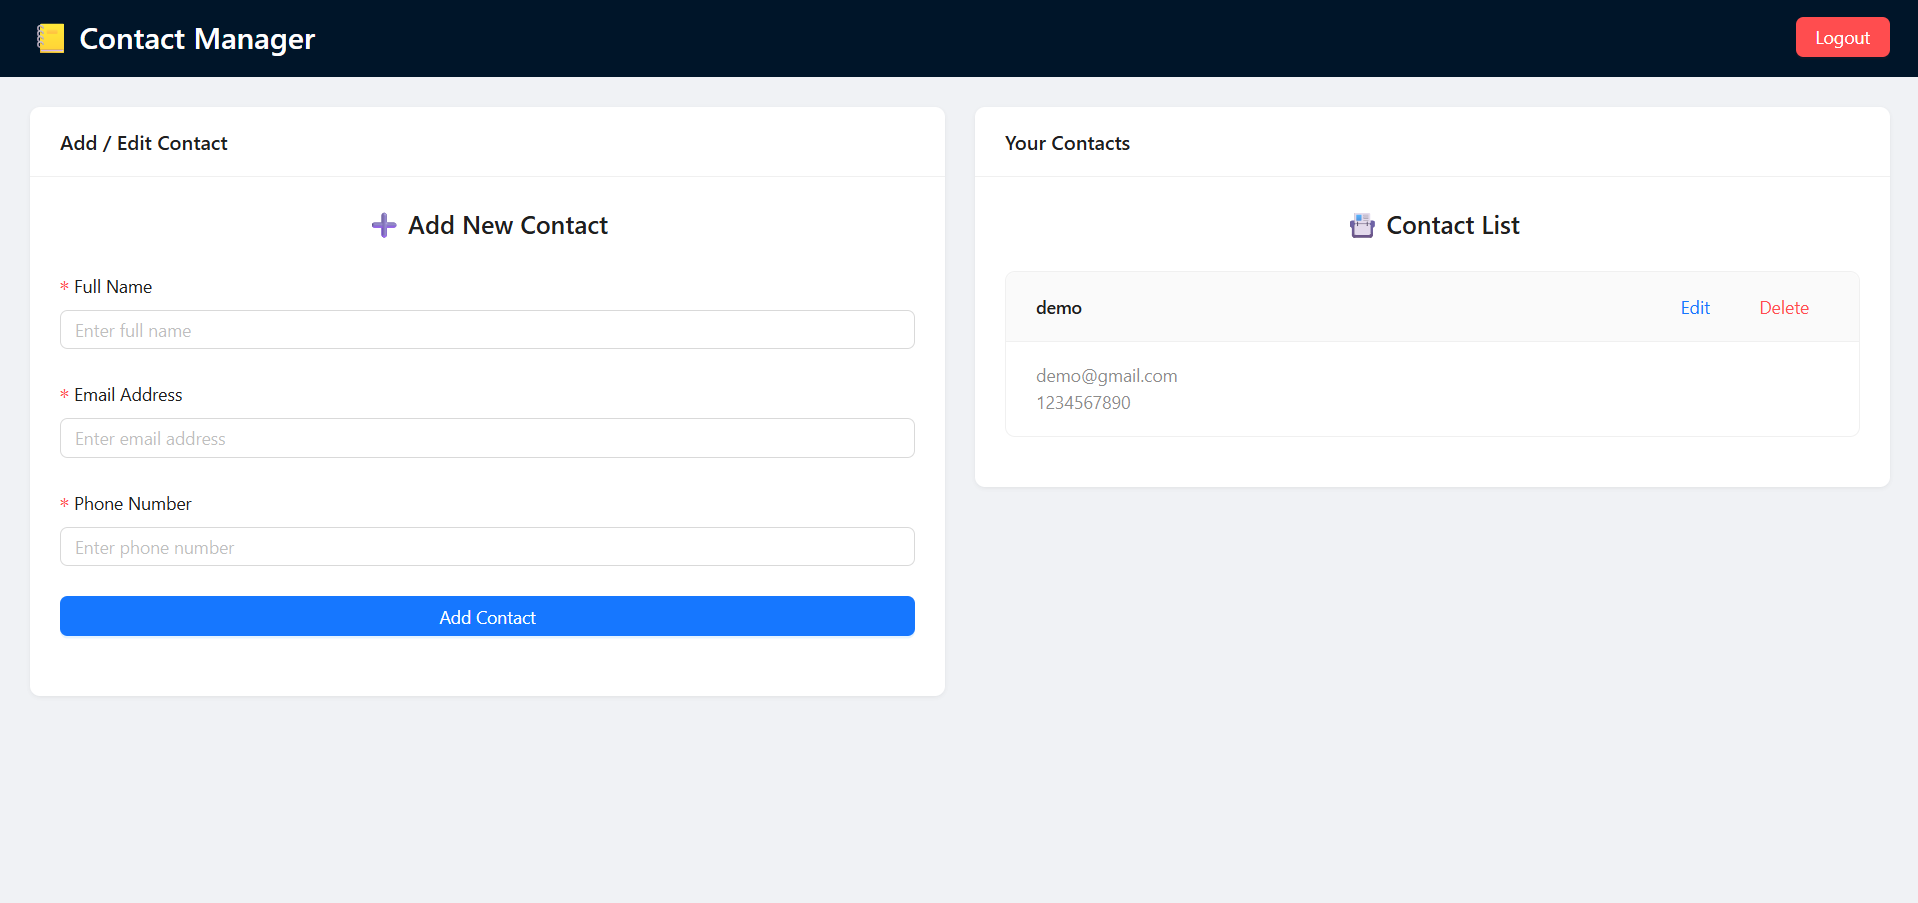 Contact Manager
Logout
Add / Edit Contact
Add New Contact
* Full Name
Enter full name
* Email Address
Enter email address
* Phone Number
Enter phone number
Add Contact
Your Contacts
Contact List
demo
Edit
Delete
demo@gmail.com
1234567890